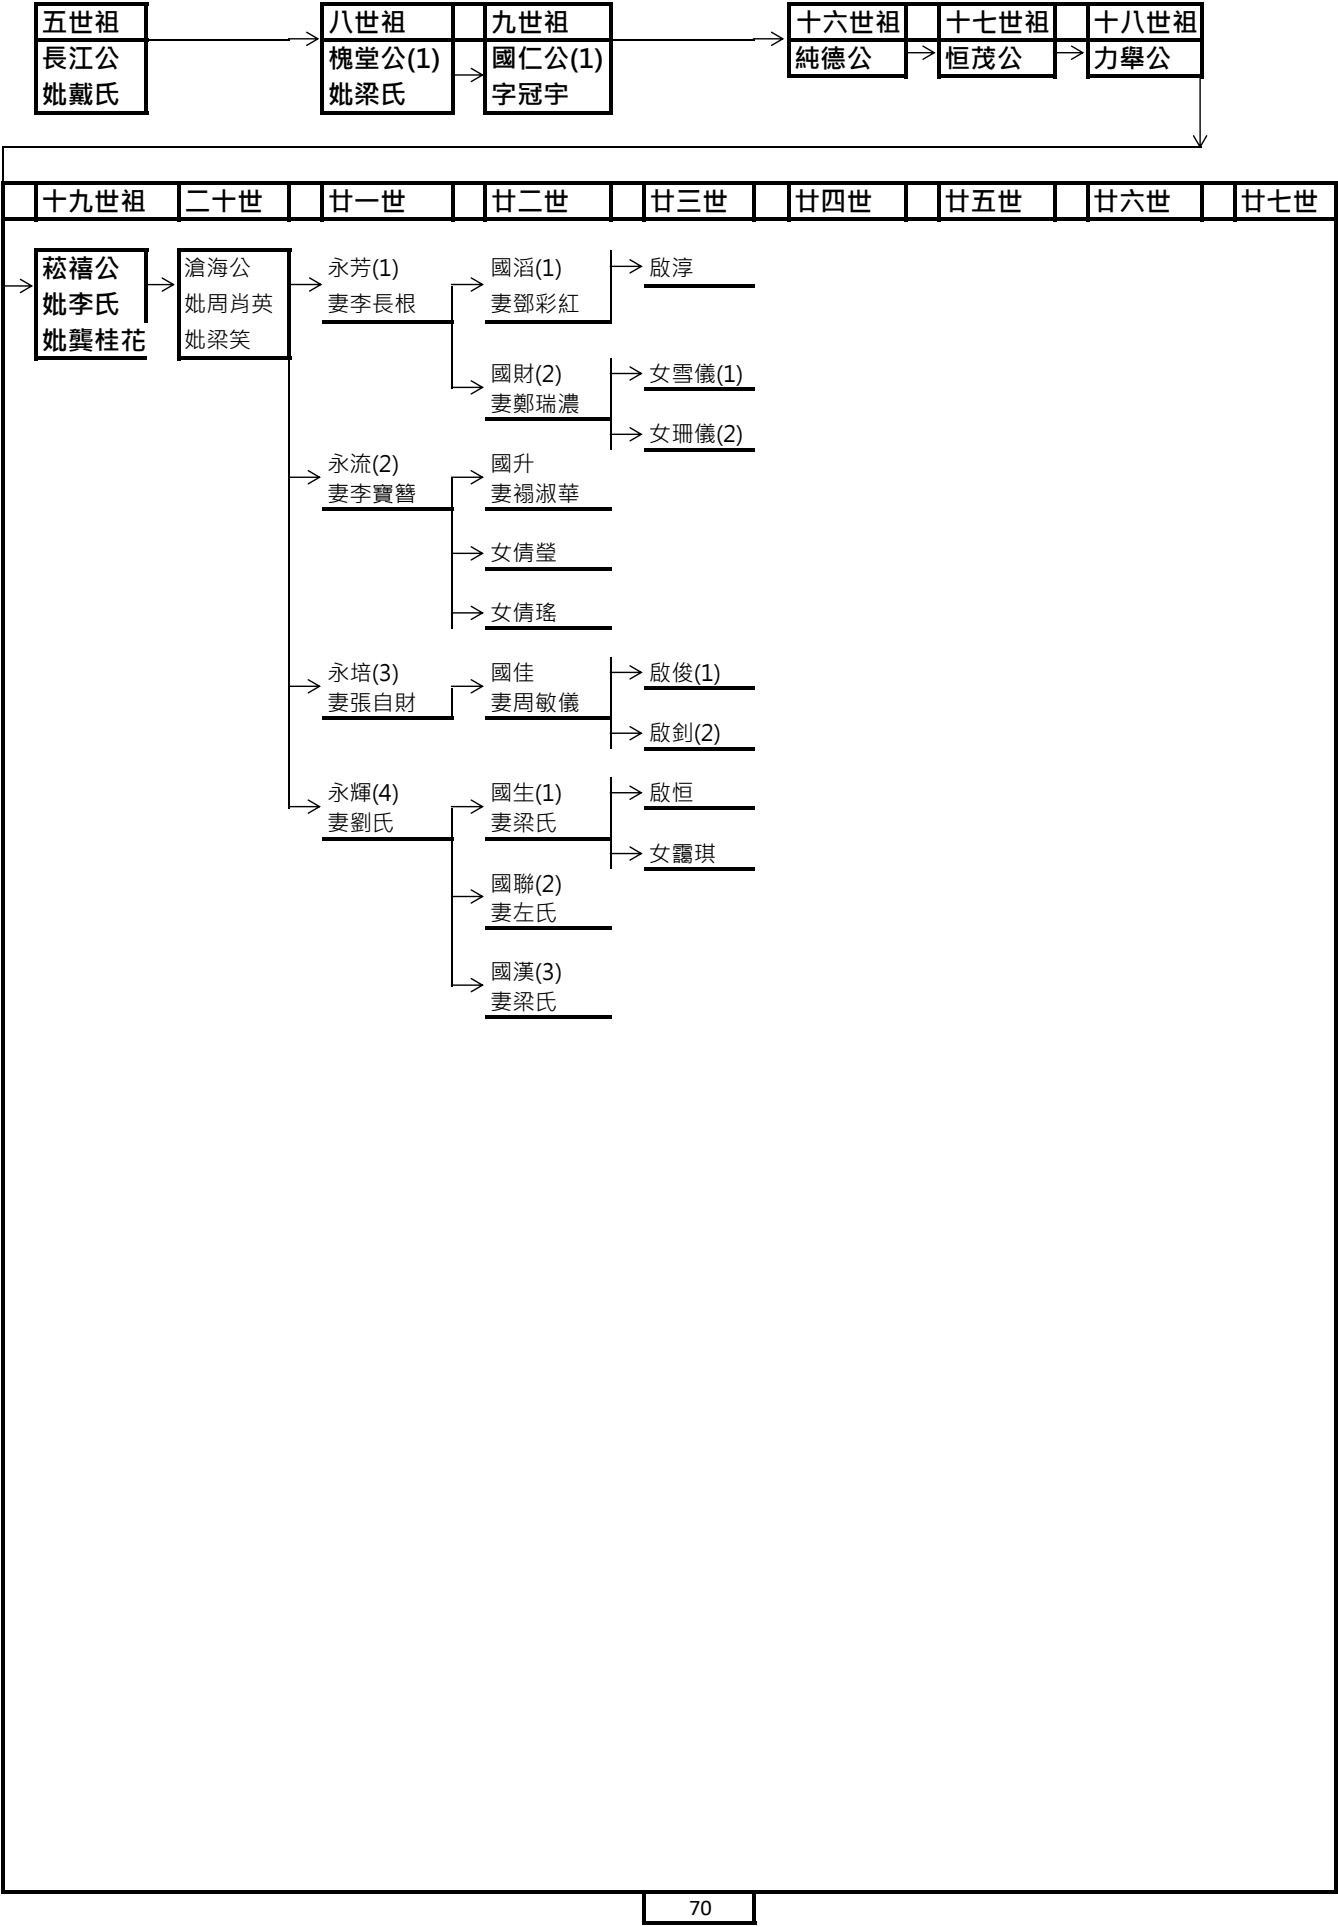 五世祖 八世祖 九世祖 十六世祖 十七世祖 十八世祖
長江公 槐堂公(1) 國仁公(1) 純德公 恒茂公 力舉公
妣戴氏 妣梁氏 字冠宇
十九世祖 二十世 廿一世 廿二世 廿三世 廿四世 廿五世 廿六世 廿七世
菘禧公 滄海公 永芳(1) 國滔(1) 啟淳
妣李氏 妣周肖英 妻李長根 妻鄧彩紅
妣龔桂花 妣梁笑
國財(2) 女雪儀(1)
妻鄭瑞濃
女珊儀(2)
永流(2) 國升
妻李寶簪 妻禤淑華
女倩瑩
女倩瑤
永培(3) 國佳 啟俊(1)
妻張自財 妻周敏儀
啟釗(2)
永輝(4) 國生(1) 啟恒
妻劉氏 妻梁氏
女靄琪
國聯(2)
妻左氏
國漢(3)
妻梁氏
70